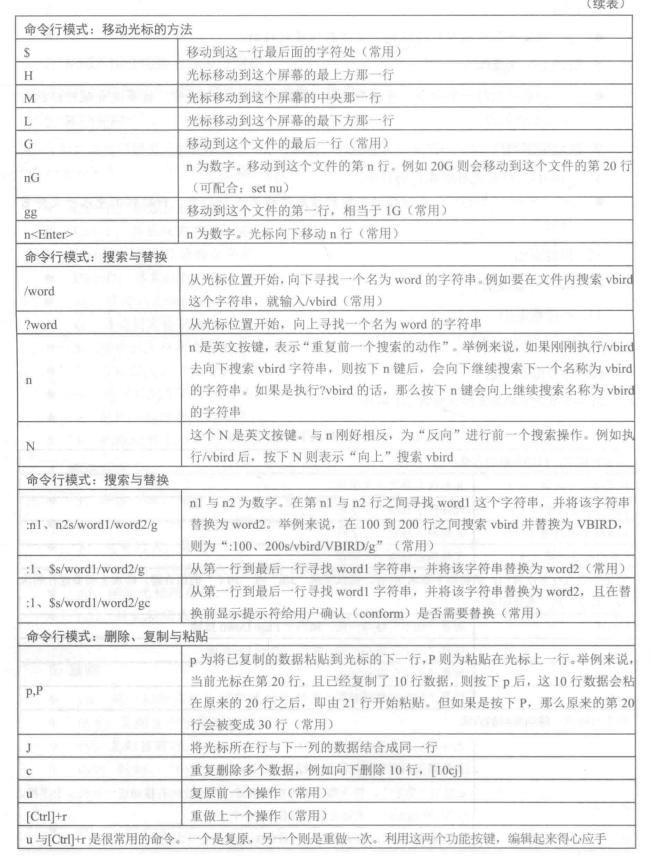 （续表）
命令行模式：移动光标的方法
$ 移动到这一行最后面的字符处（常用）
H 光标移动到这个屏幕的最上方那一行
M 光标移动到这个屏幕的中央那一行
L 光标移动到这个屏幕的最下方那一行
G 移动到这个文件的最后一行（常用）
nG n 为数字。移动到这个文件的第 n 行。例如 20G 则会移动到这个文件的第 20 行
（可配合：set nu）
gg 移动到这个文件的第一行，相当于 1G（常用）
n<Enter> n 为数字。光标向下移动 n 行（常用）
命令行模式：搜索与替换
/word 从光标位置开始，向下寻找一个名为 word 的字符串。例如要在文件内搜索 vbird
这个字符串，就输入/vbird（常用）
?word 从光标位置开始，向上寻找一个名为 word 的字符串
n n 是英文按键，表示“重复前一个搜索的动作”。举例来说，如果刚刚执行/vbird
去向下搜索 vbird 字符串，则按下 n 键后，会向下继续搜索下一个名称为 vbird
的字符串。如果是执行?vbird 的话，那么按下 n 键会向上继续搜索名称为 vbird
的字符串
N 这个 N 是英文按键。与 n 刚好相反，为“反向”进行前一个搜索操作。例如执
行/vbird 后，按下 N 则表示“向上”搜索 vbird
命令行模式：搜索与替换
:n1、n2s/word1/word2/g n1 与 n2 为数字。在第 n1 与 n2 行之间寻找 word1 这个字符串，并将该字符串
替换为 word2。举例来说，在 100 到 200 行之间搜索 vbird 并替换为 VBIRD，
则为“:100、200s/vbird/VBIRD/g”（常用）
:1、$s/word1/word2/g 从第一行到最后一行寻找 word1 字符串，并将该字符串替换为 word2（常用）
:1、$s/word1/word2/gc 从第一行到最后一行寻找 word1 字符串，并将该字符串替换为 word2，且在替
换前显示提示符给用户确认（conform）是否需要替换（常用）
命令行模式：删除、复制与粘贴
p,P p 为将已复制的数据粘贴到光标的下一行，P 则为粘贴在光标上一行。举例来说，
当前光标在第 20 行，且已经复制了 10 行数据，则按下 p 后，这 10 行数据会粘
在原来的 20 行之后，即由 21 行开始粘贴。但如果是按下 P，那么原来的第 20
行会被变成 30 行（常用）
J 将光标所在行与下一列的数据结合成同一行
c 重复删除多个数据，例如向下删除 10 行，[10cj]
u 复原前一个操作（常用）
[Ctrl]+r 重做上一个操作（常用）
u 与[Ctrl]+r 是很常用的命令。一个是复原，另一个则是重做一次。利用这两个功能按键，编辑起来得心应手